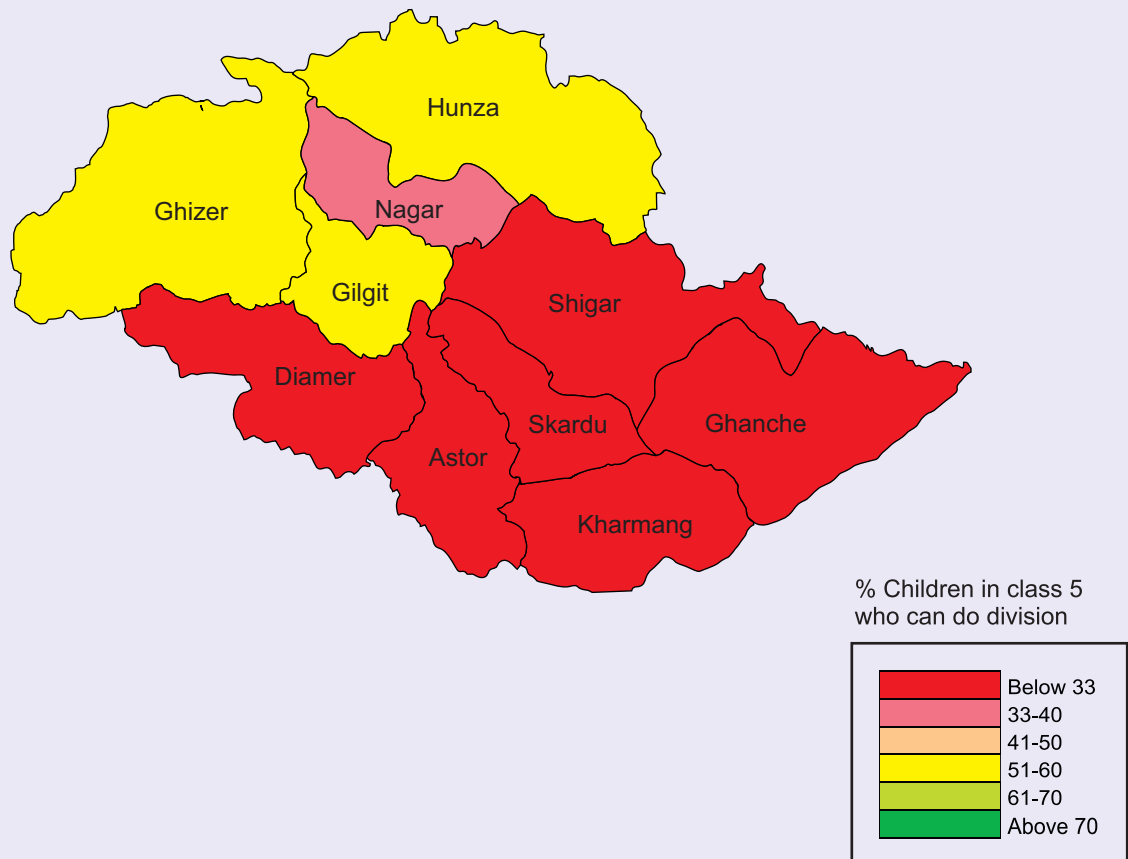 Hunza
Ghizer
Nagar
Gilgit
Shigar
Diamer
Skardu
Ghanche
Astor
Kharmang
% Children in class 5
who can do division
Below 33
33-40
41-50
51-60
61-70
Above 70